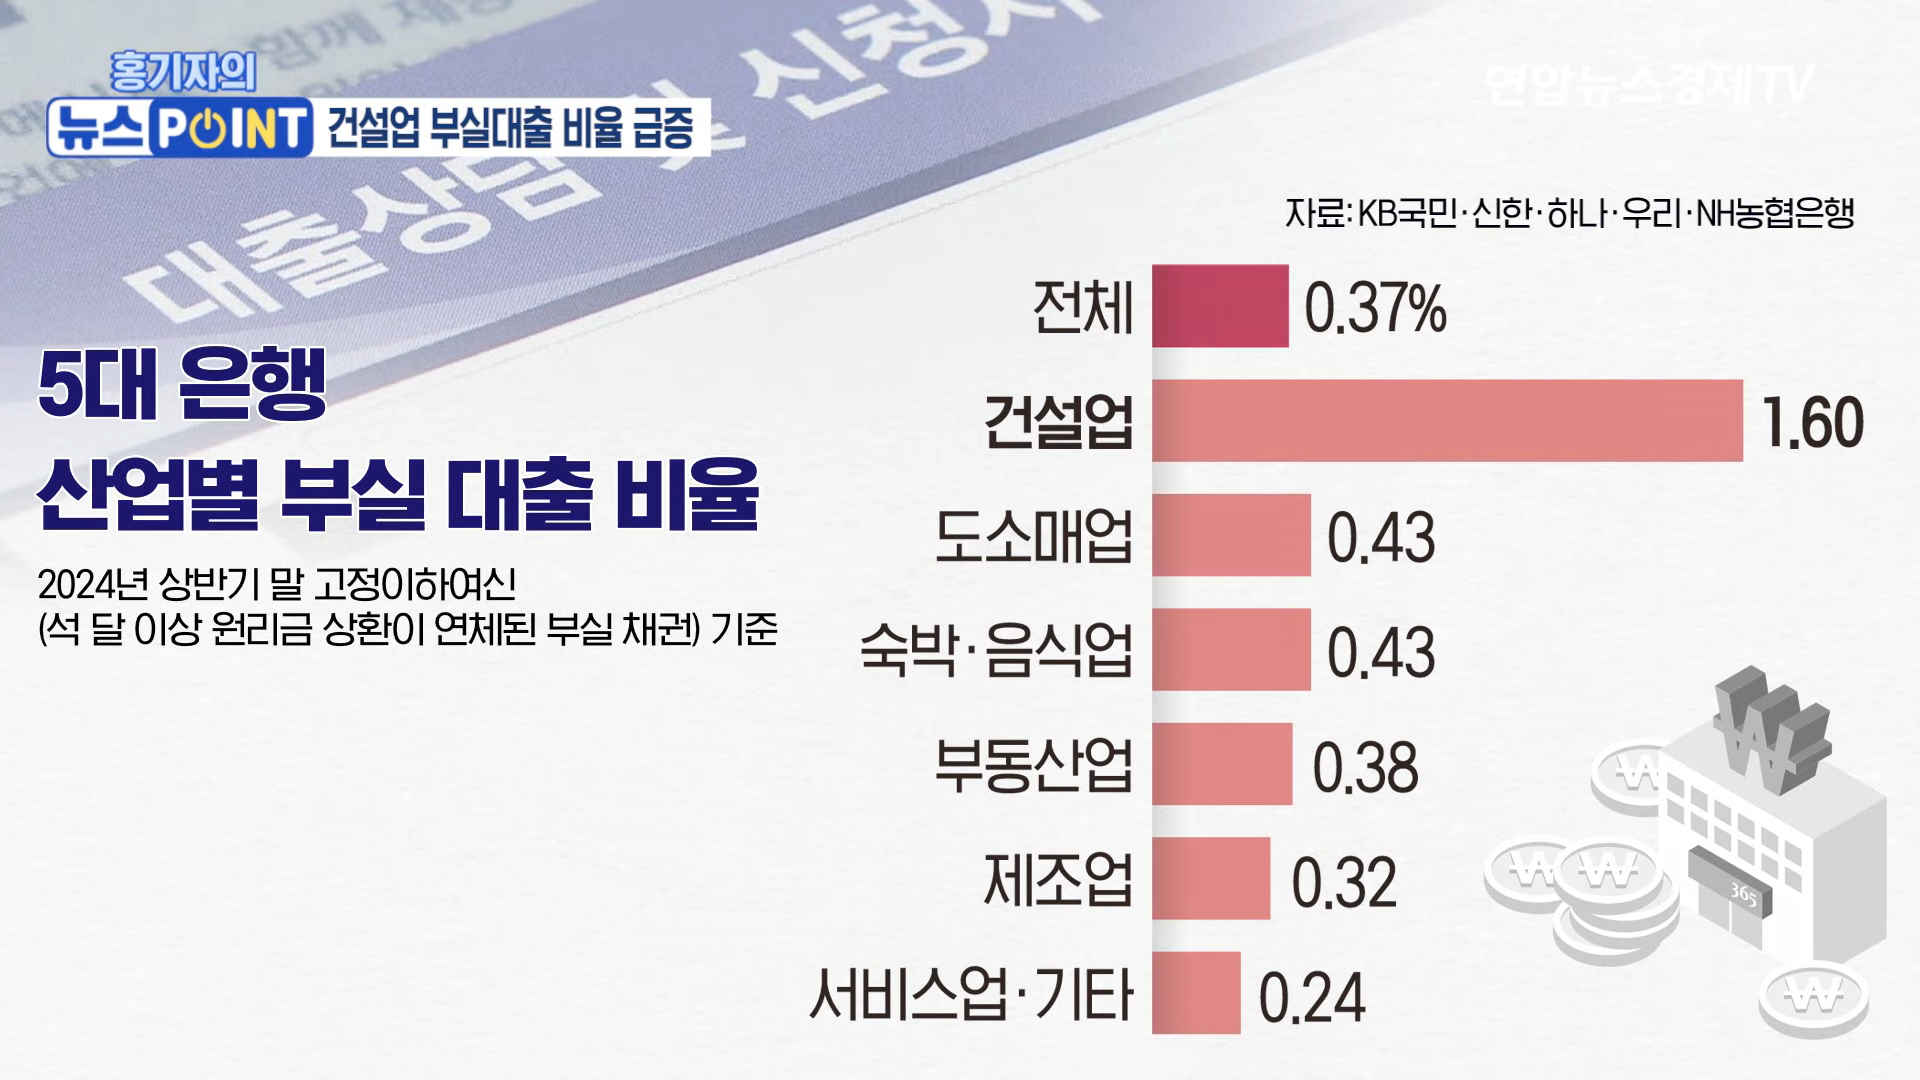 함께
홍기자의
뉴스POINT
건설업 부실대출 비율 급증
대출상담 및 신청서
연합뉴스경제TV
자료: KB국민·신한·하나·우리·NH농협은행
5대 은행
산업별 부실 대출 비율
2024년 상반기 말 고정이하여신
(석 달 이상 원리금 상환이 연체된 부실 채권) 기준
전체 0.37%
건설업 1.60
도소매업 0.43
숙박·음식업 0.43
부동산업 0.38
제조업 0.32
서비스업·기타 0.24
365